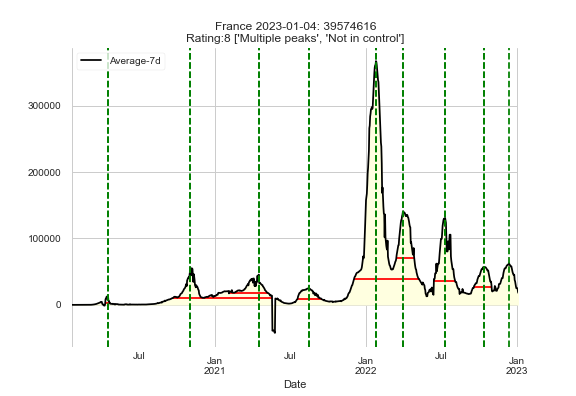 France 2023-01-04: 39574616
Rating:8 ['Multiple peaks', 'Not in control']
Average-7d
300000
200000
100000
0
Jul
Jan
2021
Jul
Jan
2022
Jul
Jan
2023
Date